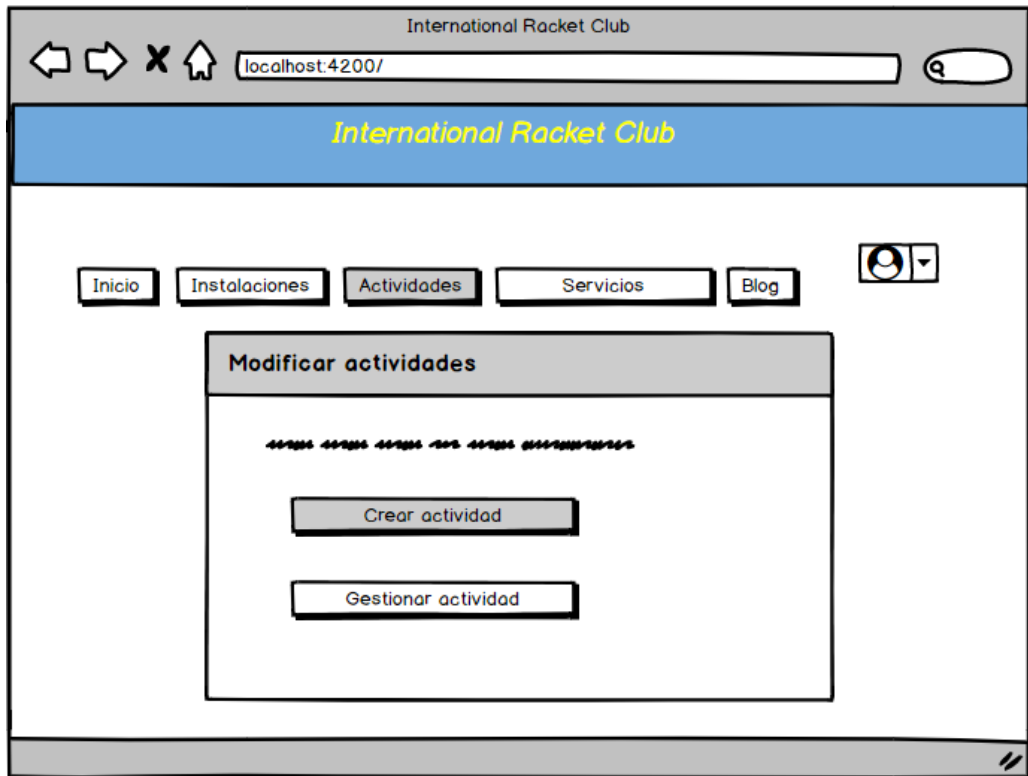 International Racket Club
localhost:4200/
International Racket Club
Inicio Instalaciones Actividades Servicios Blog
Modificar actividades
Crear actividad
Gestionar actividad